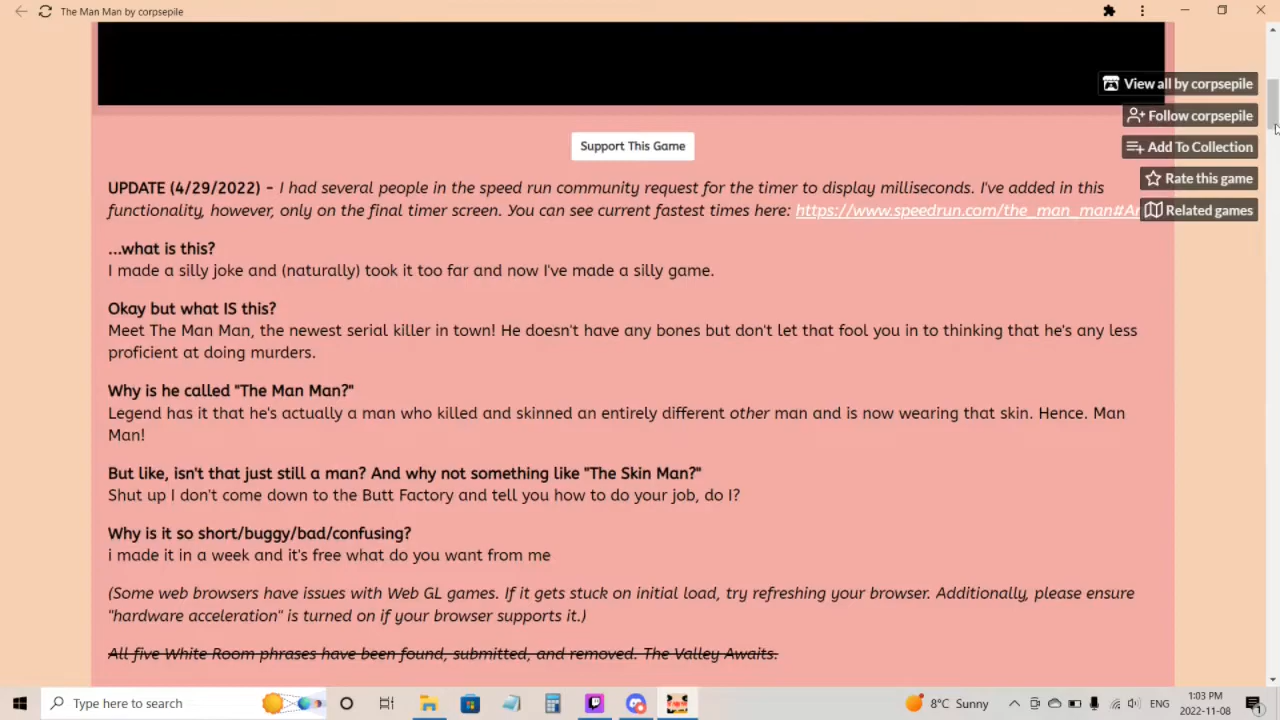 The Man Man by corpsepile
View all by corpsepile
Follow corpsepile
Add To Collection
Rate this game
Related games
Support This Game
UPDATE (4/29/2022) - I had several people in the speed run community request for the timer to display milliseconds. I've added in this
functionality, however, only on the final timer screen. You can see current fastest times here: https://www.speedrun.com/the_man_man#
...what is this?
I made a silly joke and (naturally) took it too far and now I've made a silly game.
Okay but what IS this?
Meet The Man Man, the newest serial killer in town! He doesn't have any bones but don't let that fool you in to thinking that he's any less
proficient at doing murders.
Why is he called "The Man Man?"
Legend has it that he's actually a man who killed and skinned an entirely different other man and is now wearing that skin. Hence. Man
Man!
But like, isn't that just still a man? And why not something like "The Skin Man?"
Shut up I don't come down to the Butt Factory and tell you how to do your job, do I?
Why is it so short/buggy/bad/confusing?
i made it in a week and it's free what do you want from me
(Some web browsers have issues with Web GL games. If it gets stuck on initial load, try refreshing your browser. Additionally, please ensure
"hardware acceleration" is turned on if your browser supports it.)
All five White Room phrases have been found, submitted, and removed. The Valley Awaits.
Type here to search
8°C Sunny
ENG
1:03 PM
2022-11-08
1